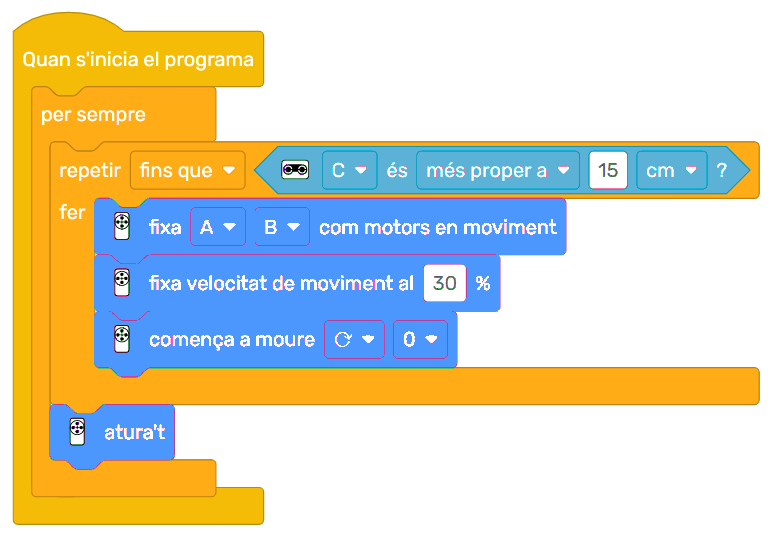 Quan s'inicia el programa
per sempre
repetir fins que C és més proper a 15 cm ?
fer
fixa A B com motors en moviment
fixa velocitat de moviment al 30 %
comença a moure 0
atura't